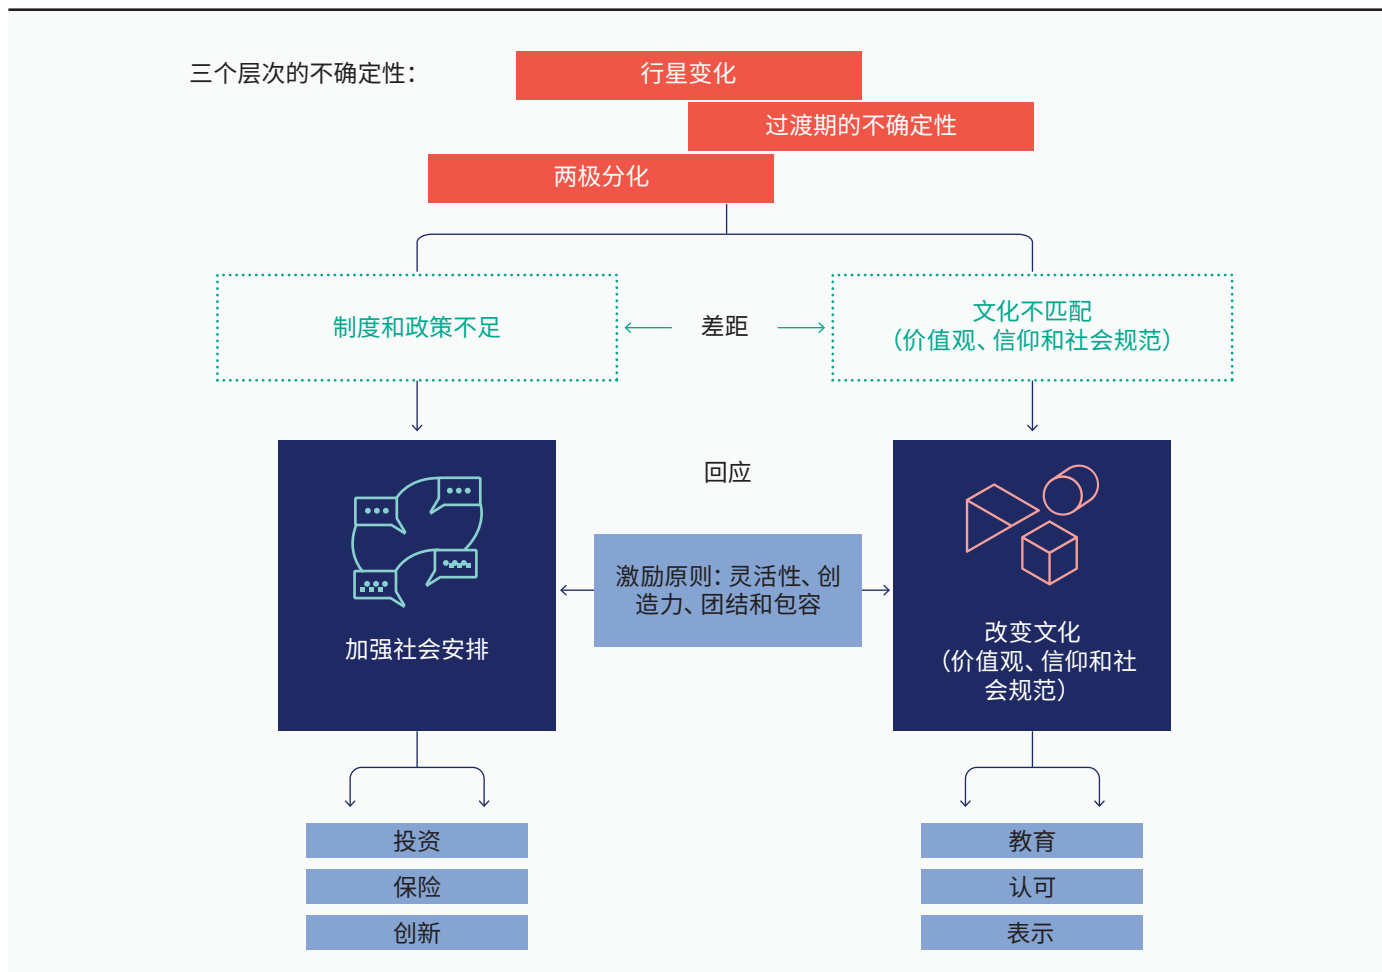 三个层次的不确定性：
行星变化
过渡期的不确定性
两极分化
制度和政策不足
差距
文化不匹配
（价值观、信仰和社会规范）
回应
激励原则：灵活性、创
造力、团结和包容
加强社会安排
改变文化
（价值观、信仰和社
会规范）
投资
保险
创新
教育
认可
表示